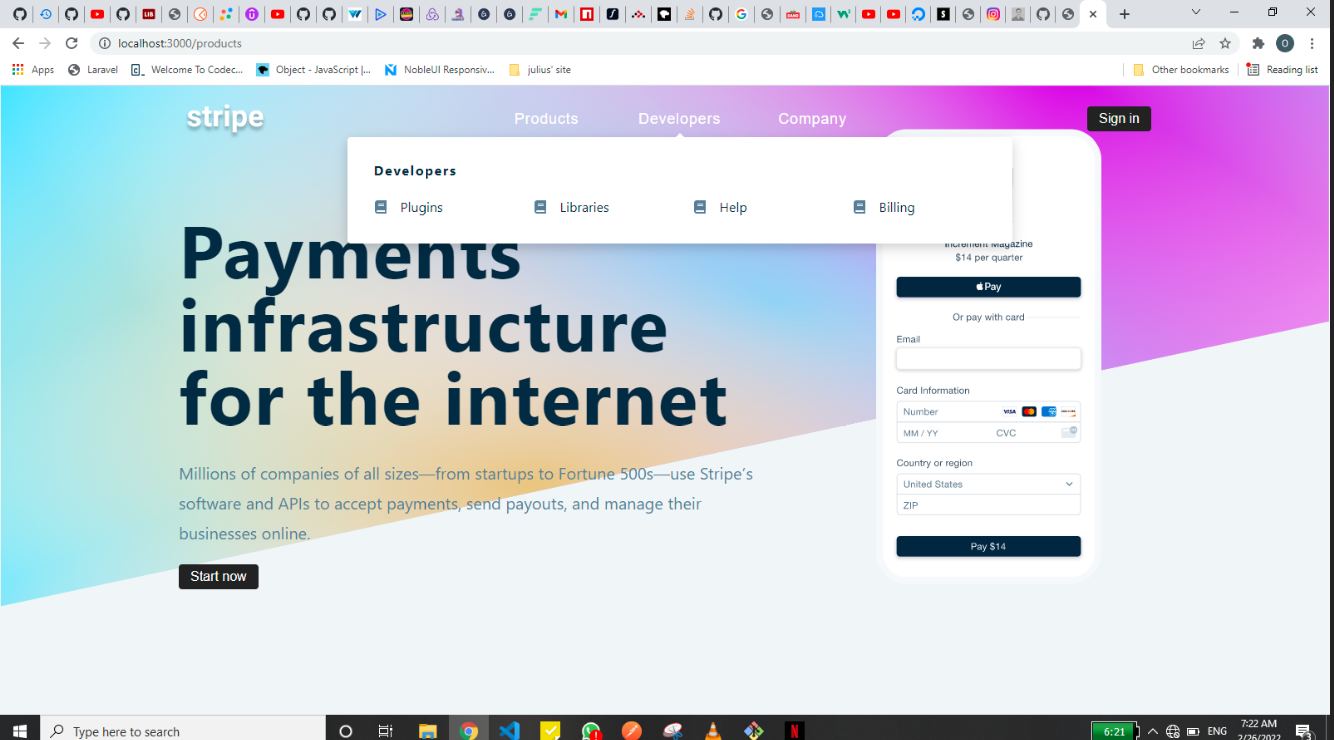 localhost:3000/products
Apps
Laravel
Welcome To Codec...
Object - JavaScript |...
NobleUI Responsiv...
julius' site
Other bookmarks
Reading list
stripe
Products
Developers
Company
Sign in
Developers
Plugins
Libraries
Help
Billing
Payments
infrastructure
for the internet
Increment Magazine
$14 per quarter
Pay
Or pay with card
Email
Card Information
Number
VISA
MM / YY
CVC
Country or region
United States
ZIP
Pay $14
Millions of companies of all sizes—from startups to Fortune 500s—use Stripe’s
software and APIs to accept payments, send payouts, and manage their
businesses online.
Start now
Type here to search
6:21
ENG
7:22 AM
2/26/2022
3